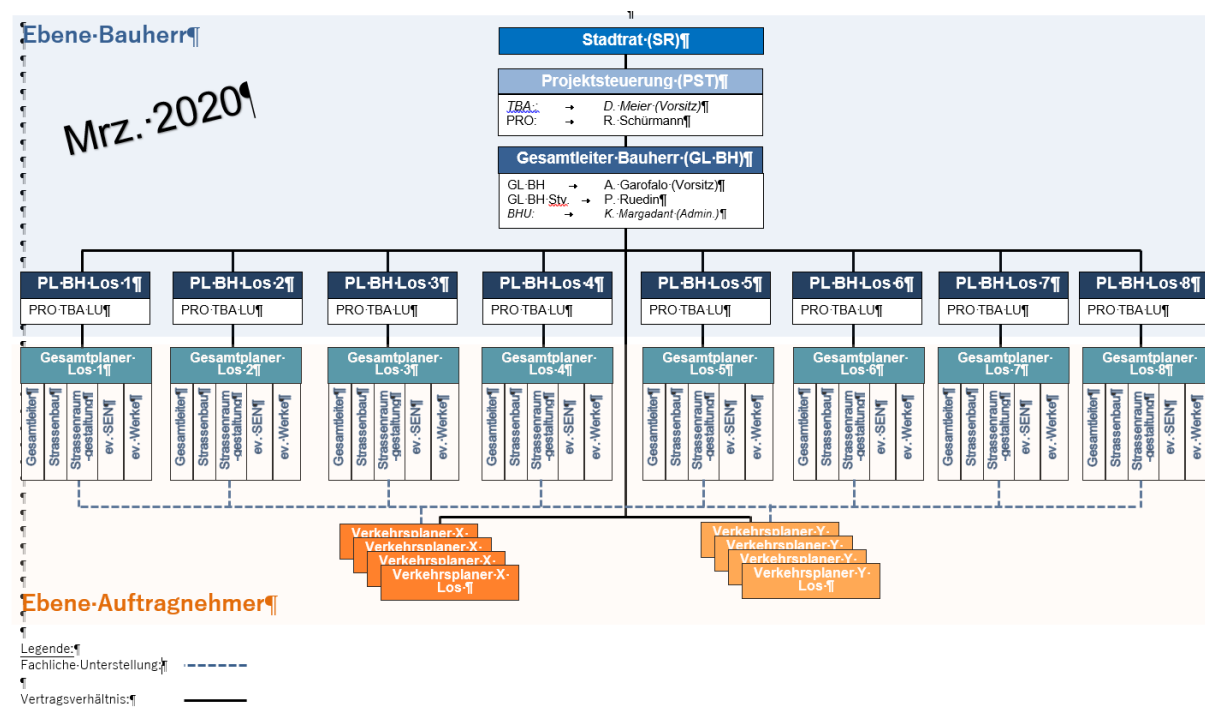 ¶
Ebene·Bauherr¶
Mrz.·2020¶
Stadtrat·(SR)¶
Projektsteuerung·(PST)¶
TBA·: → D.·Meier·(Vorsitz)¶
PRO: → R.·Schürmann¶
Gesamtleiter·Bauherr·(GL·BH)¶
GL·BH → A.·Garofalo·(Vorsitz)¶
GL·BH·Stv. → P.·Ruedin¶
BHU: → K.·Margadant·(Admin.)¶
PL·BH·Los·1¶ PL·BH·Los·2¶ PL·BH·Los·3¶ PL·BH·Los·4¶ PL·BH·Los·5¶ PL·BH·Los·6¶ PL·BH·Los·7¶ PL·BH·Los·8¶
PRO·TBA·LU¶ PRO·TBA·LU¶ PRO·TBA·LU¶ PRO·TBA·LU¶ PRO·TBA·LU¶ PRO·TBA·LU¶ PRO·TBA·LU¶ PRO·TBA·LU¶
Gesamtplaner· Gesamtplaner· Gesamtplaner· Gesamtplaner· Gesamtplaner· Gesamtplaner· Gesamtplaner· Gesamtplaner·
Los·1¶ Los·2¶ Los·3¶ Los·4¶ Los·5¶ Los·6¶ Los·7¶ Los·8¶
Gesamtleiter¶
Strassenbau¶
Strassenraum
-gestaltung¶
ev.·SEN¶
ev.·Werke¶
Gesamtleiter¶
Strassenbau¶
Strassenraum
-gestaltung¶
ev.·SEN¶
ev.·Werke¶
Gesamtleiter¶
Strassenbau¶
Strassenraum
-gestaltung¶
ev.·SEN¶
ev.·Werke¶
Gesamtleiter¶
Strassenbau¶
Strassenraum
-gestaltung¶
ev.·SEN¶
ev.·Werke¶
Gesamtleiter¶
Strassenbau¶
Strassenraum
-gestaltung¶
ev.·SEN¶
ev.·Werke¶
Gesamtleiter¶
Strassenbau¶
Strassenraum
-gestaltung¶
ev.·SEN¶
ev.·Werke¶
Gesamtleiter¶
Strassenbau¶
Strassenraum
-gestaltung¶
ev.·SEN¶
ev.·Werke¶
Gesamtleiter¶
Strassenbau¶
Strassenraum
-gestaltung¶
ev.·SEN¶
ev.·Werke¶
Verkehrsplaner·X·
Verkehrsplaner·X·
Verkehrsplaner·X·
Verkehrsplaner·X·
Los·¶
Verkehrsplaner·Y·
Verkehrsplaner·Y·
Verkehrsplaner·Y·
Verkehrsplaner·Y·
Los·¶
Ebene·Auftragnehmer¶
Legende:¶
Fachliche·Unterstellung:¶
Vertragsverhältnis:¶